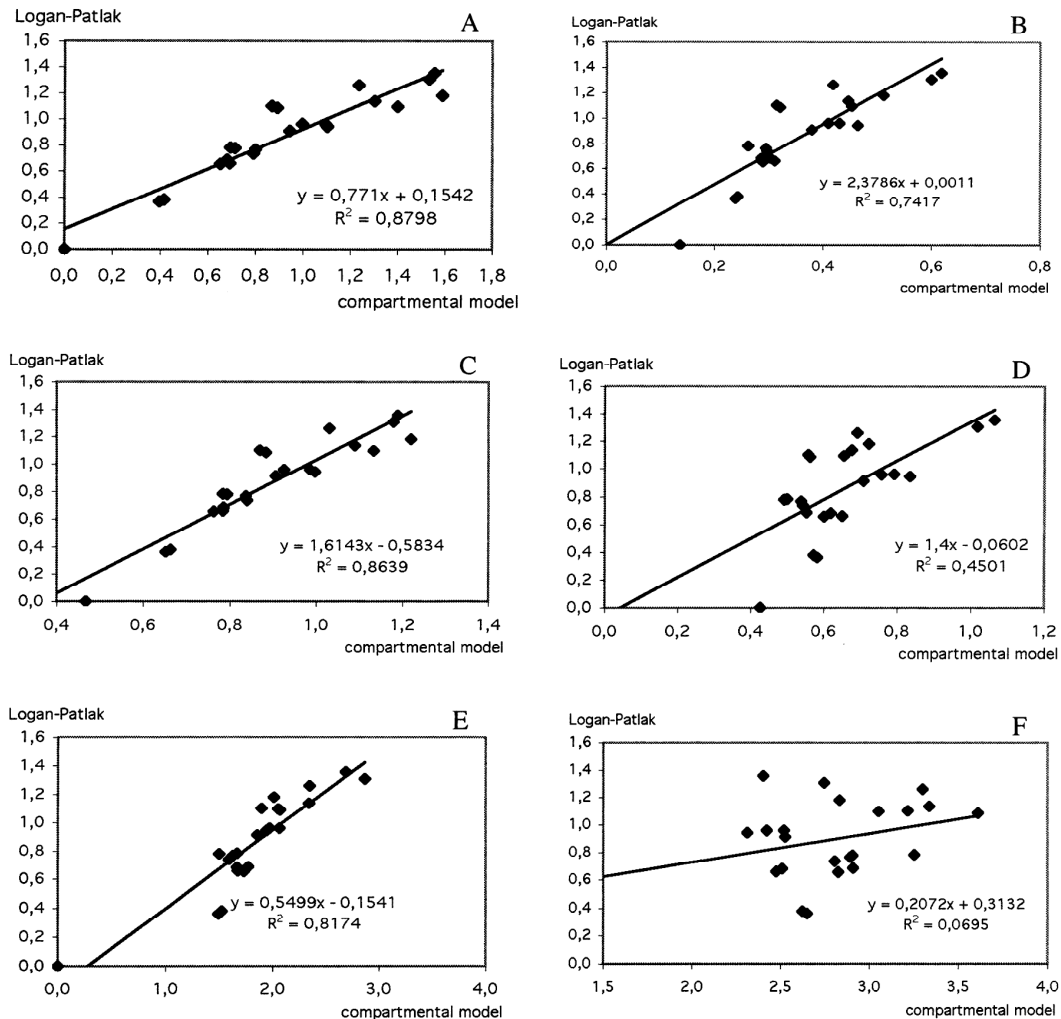 Logan-Patlak
A
1,6
1,4
1,2
1,0
0,8
0,6
0,4
0,2
0,0
y = 0,771x + 0,1542
R² = 0,8798
0,0 0,2 0,4 0,6 0,8 1,0 1,2 1,4 1,6 1,8
compartmental model
Logan-Patlak
B
1,6
1,4
1,2
1,0
0,8
0,6
0,4
0,2
0,0
y = 2,3786x + 0,0011
R² = 0,7417
0,0 0,2 0,4 0,6 0,8
compartmental model
Logan-Patlak
C
1,6
1,4
1,2
1,0
0,8
0,6
0,4
0,2
0,0
y = 1,6143x - 0,5834
R² = 0,8639
0,4 0,6 0,8 1,0 1,2 1,4
compartmental model
Logan-Patlak
D
1,6
1,4
1,2
1,0
0,8
0,6
0,4
0,2
0,0
y = 1,4x - 0,0602
R² = 0,4501
0,0 0,2 0,4 0,6 0,8 1,0 1,2
compartmental model
Logan-Patlak
E
1,6
1,4
1,2
1,0
0,8
0,6
0,4
0,2
0,0
y = 0,5499x - 0,1541
R² = 0,8174
0,0 1,0 2,0 3,0 4,0
compartmental model
Logan-Patlak
F
1,6
1,4
1,2
1,0
0,8
0,6
0,4
0,2
0,0
y = 0,2072x + 0,3132
R² = 0,0695
1,5 2,0 2,5 3,0 3,5 4,0
compartmental model